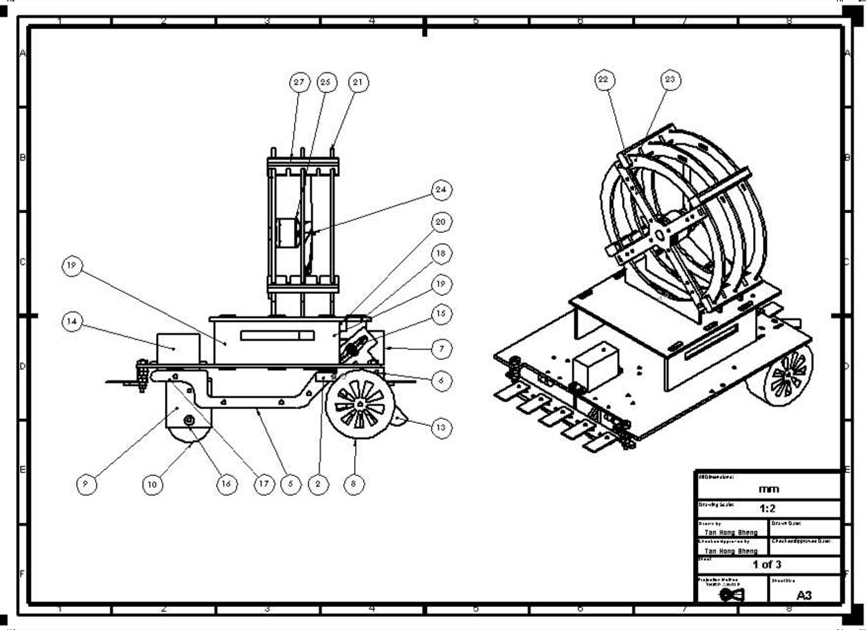 1 2 3 4 5 6 7 8
A A
B B
C C
D D
E E
F F
27 25 21
22 23
24
20
18
19
19
14
15
7
6
13
9 10 16 17 5 2 8
All Dimensions:
mm
Drawing Scale:
1:2
Drawn by
Drawn Date:
Tan Hong Sheng
Checked/Approved by
Checked/Approved Date:
Tan Hong Sheng
Sheet
1 of 3
Sheet Size
A3
1 2 3 4 5 6 7 8